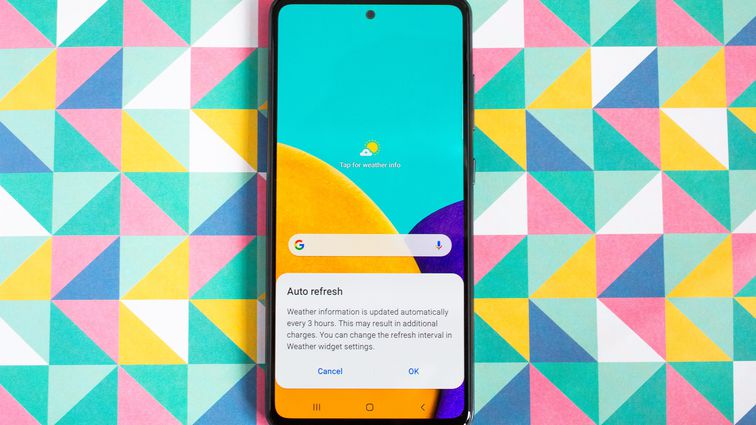 Tap for weather info
G
Auto refresh
Weather information is updated automatically
every 3 hours. This may result in additional
charges. You can change the refresh interval in
Weather widget settings.
Cancel OK